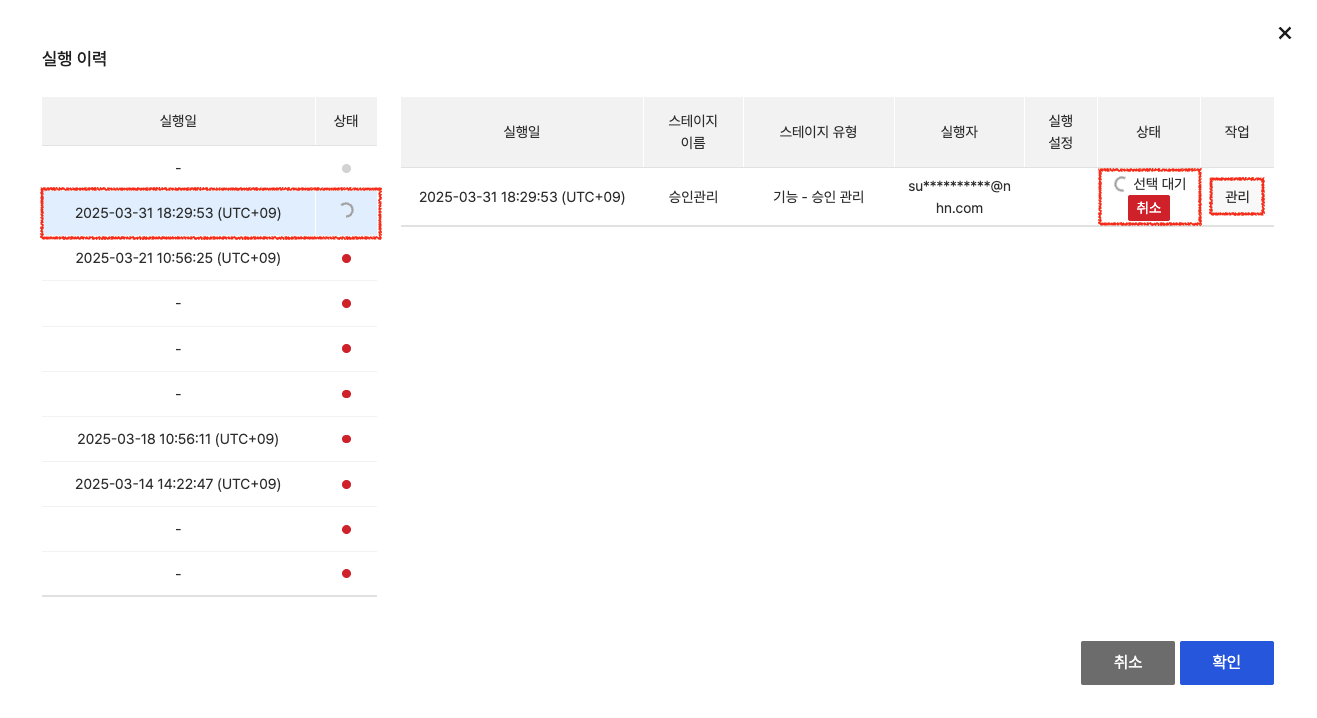 실행 이력
실행일 상태
-
2025-03-31 18:29:53 (UTC+09)
2025-03-21 10:56:25 (UTC+09)
-
-
-
2025-03-18 10:56:11 (UTC+09)
2025-03-14 14:22:47 (UTC+09)
-
-
실행일
스테이지
이름
스테이지 유형
실행자
실행
설정
상태
작업
2025-03-31 18:29:53 (UTC+09)
승인관리
기능 - 승인 관리
su**********@n
hn.com
선택 대기
취소
관리
취소
확인